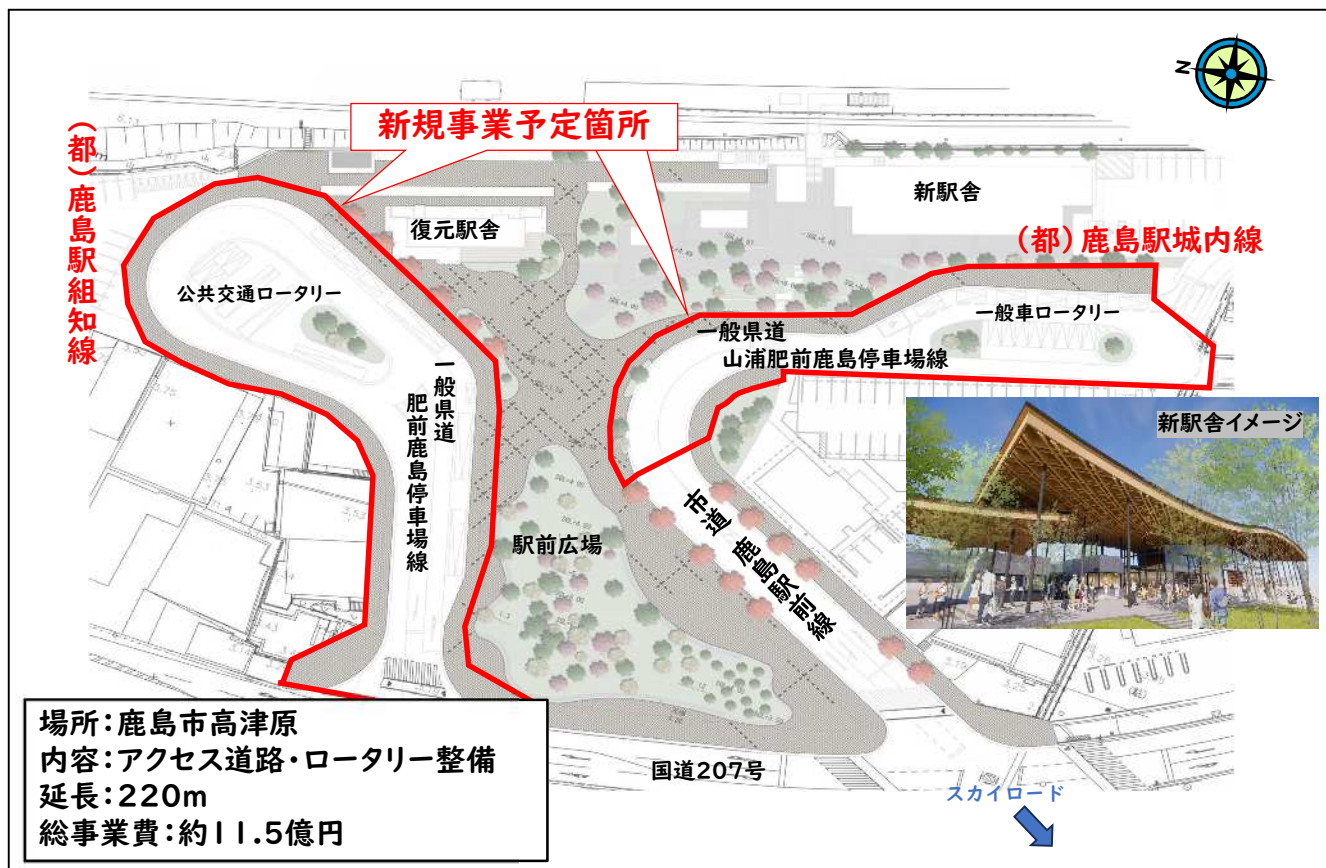 N
新規事業予定箇所
(都)鹿島駅組知線
新駅舎
復元駅舎
(都)鹿島駅城内線
公共交通ロータリー
一般車ロータリー
一般県道
山浦肥前鹿島停車場線
一般県道
肥前鹿島停車場線
新駅舎イメージ
市道 鹿島駅前線
駅前広場
場所:鹿島市高津原
内容:アクセス道路・ロータリー整備
延長:220m
総事業費:約11.5億円
国道207号
スカイロード